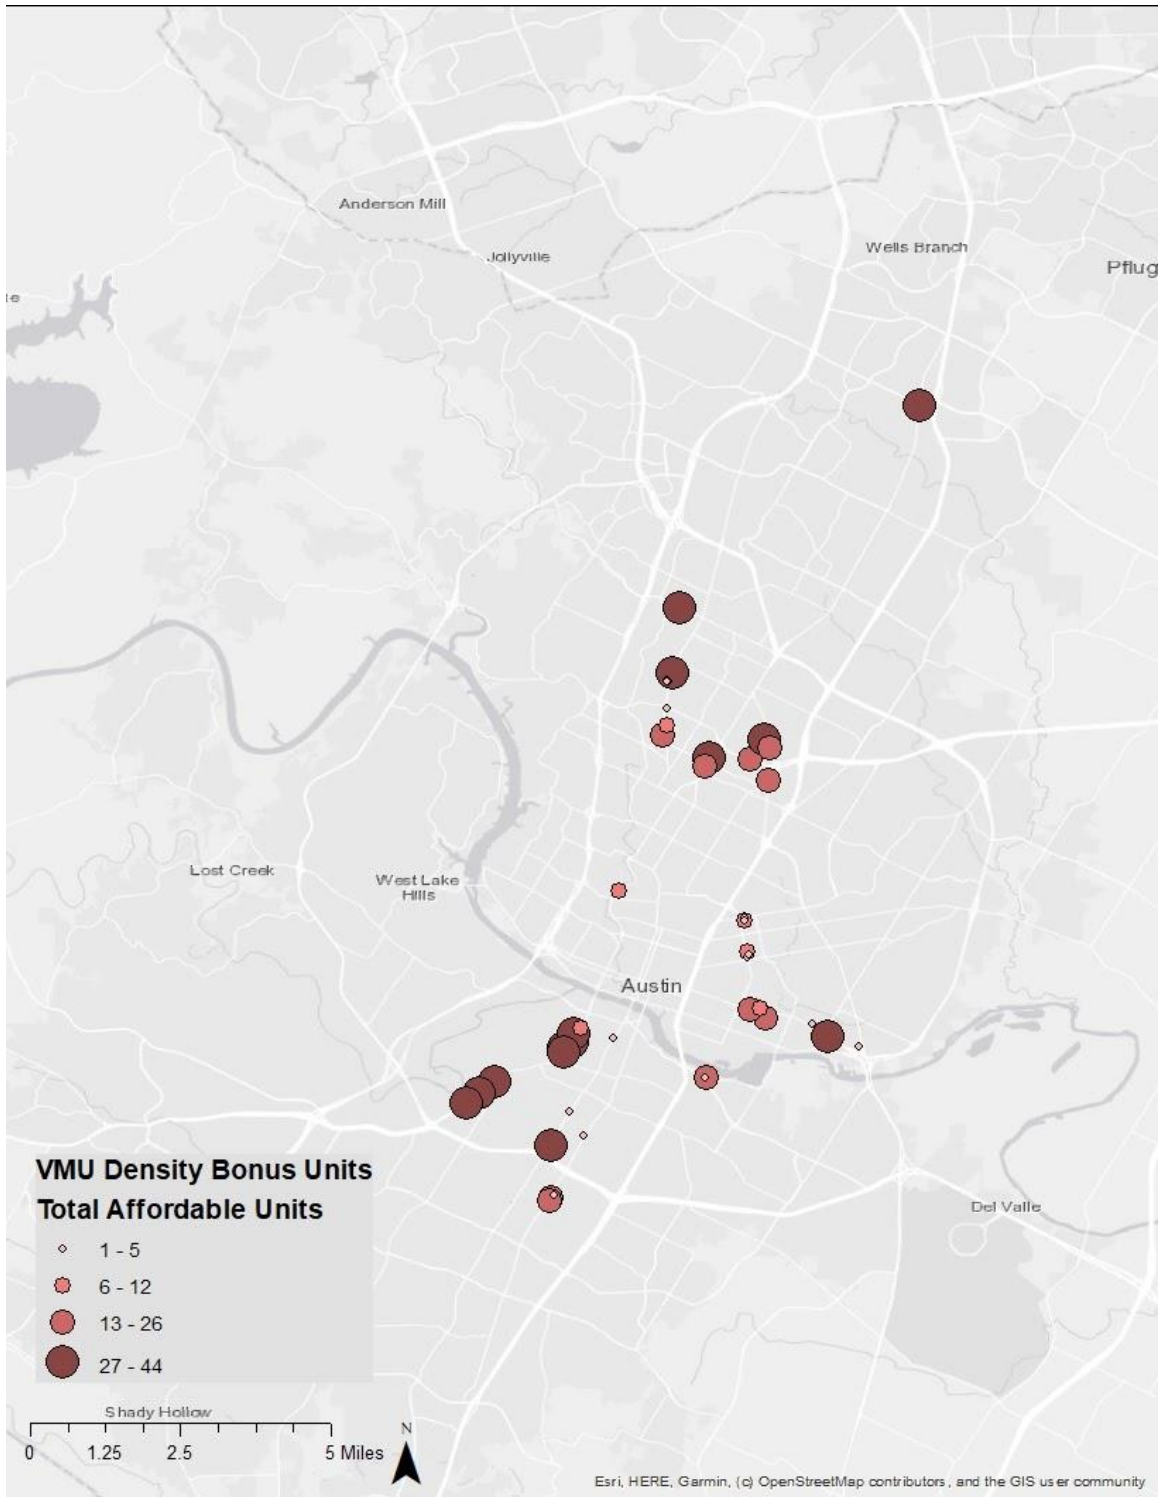 Anderson Mill
Jollyville
Wells Branch
Pflug
te
Lost Creek
West Lake
Hills
Austin
Del Valle
VMU Density Bonus Units
Total Affordable Units
1 - 5
6 - 12
13 - 26
27 - 44
Shady Hollow
N
0 1.25 2.5 5 Miles
Esri, HERE, Garmin, (c) OpenStreetMap contributors, and the GIS user community